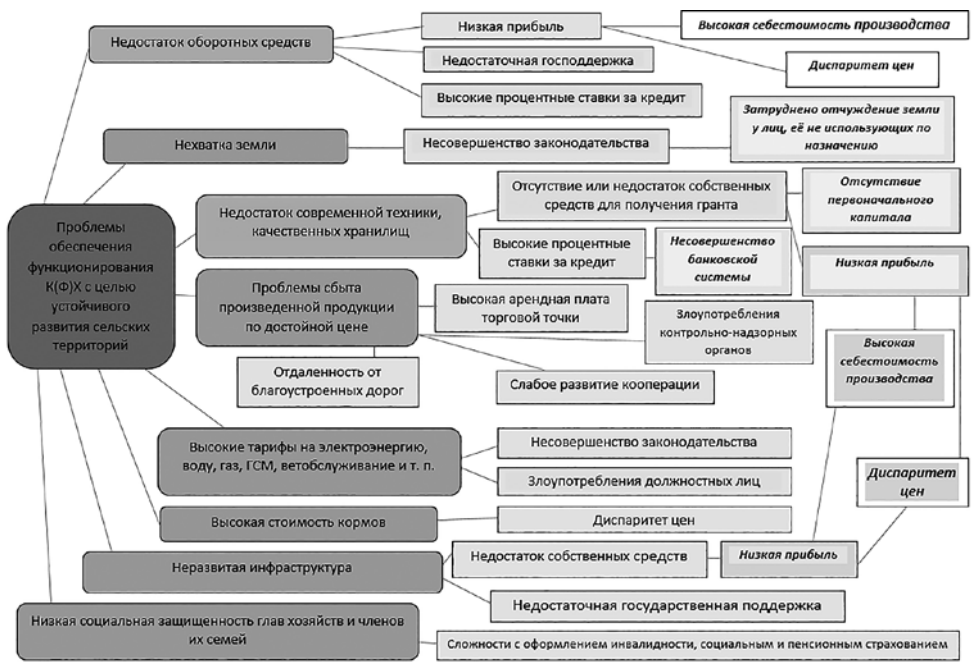 Недостаток оборотных средств
Низкая прибыль
Высокая себестоимость производства
Диспаритет цен
Недостаточная господдержка
Высокие процентные ставки за кредит
Нехватка земли
Несовершенство законодательства
Затруднено отчуждение земли
у лиц, её не использующих по
назначению
Проблемы
обеспечения
функционирования
К(Ф)Х с целью
устойчивого
развития сельских
территорий
Недостаток современной техники,
качественных хранилищ
Отсутствие или недостаток собственных
средств для получения гранта
Отсутствие
первоначального
капитала
Высокие процентные
ставки за кредит
Несовершенство
банковской
системы
Низкая прибыль
Проблемы сбыта
произведенной продукции
по достойной цене
Высокая арендная плата
торговой точки
Злоупотребления
контрольно-надзорных
органов
Высокая
себестоимость
производства
Отдаленность от
благоустроенных дорог
Слабое развитие кооперации
Высокие тарифы на электроэнергию,
воду, газ, ГСМ, ветобслуживание и т. п.
Несовершенство законодательства
Злоупотребления должностных лиц
Диспаритет
цен
Высокая стоимость кормов
Диспаритет цен
Неразвитая инфраструктура
Недостаток собственных средств
Низкая прибыль
Недостаточная государственная поддержка
Низкая социальная защищенность глав хозяйств и членов
их семей
Сложности с оформлением инвалидности, социальным и пенсионным страхованием